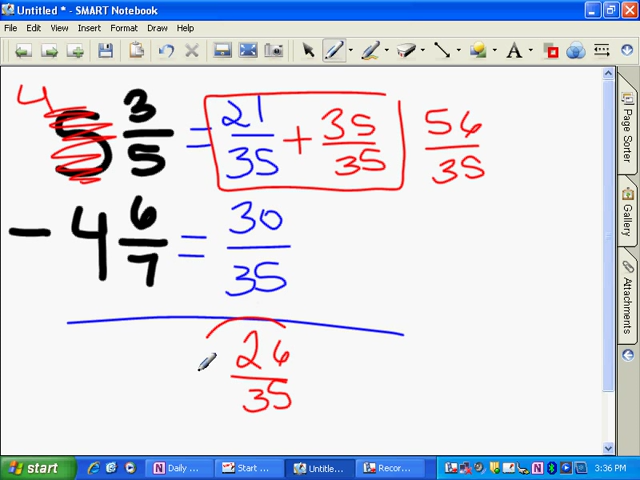 Untitled * - SMART Notebook
File Edit View Insert Format Draw Help
4
5 3/5 = 21/35 + 35/35 56/35
- 4 6/7 = 30/35
26/35
Page Sorter
Gallery
Attachments
start
Daily
Start ...
Untitle...
Recor...
3:36 PM